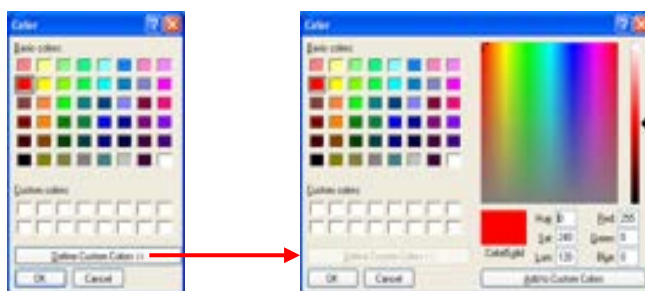 Color
Basic colors:
Custom colors:
Define Custom Colors >>
OK
Cancel
Color
Basic colors:
Custom colors:
Define Custom Colors >>
OK
Cancel
Color|Solid
Hue: 0
Sat: 240
Lum: 120
Red: 255
Green: 0
Blue: 0
Add to Custom Colors